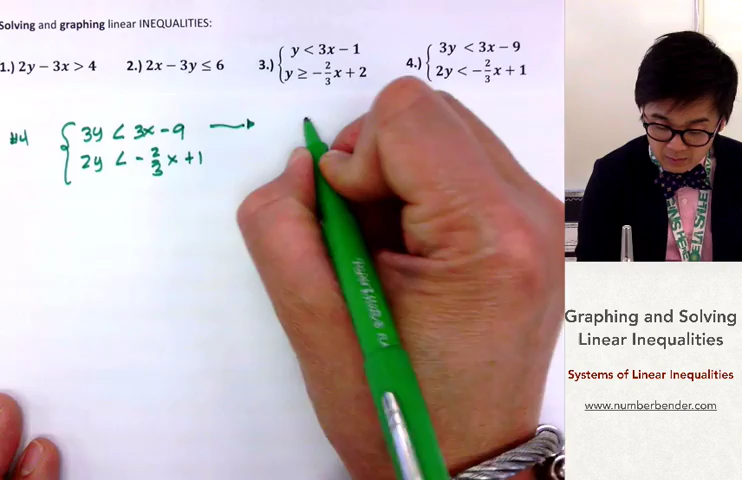 Solving and graphing linear INEQUALITIES:
1.) 2y − 3x > 4 2.) 2x − 3y ≤ 6 3.) { y < 3x − 1 4.) { 3y < 3x − 9
y ≥ −2/3x + 2 2y < −2/3x + 1
#4 { 3y < 3x − 9 →
2y < − 2/3 x + 1
Graphing and Solving
Linear Inequalities
Systems of Linear Inequalities
www.numberbender.com